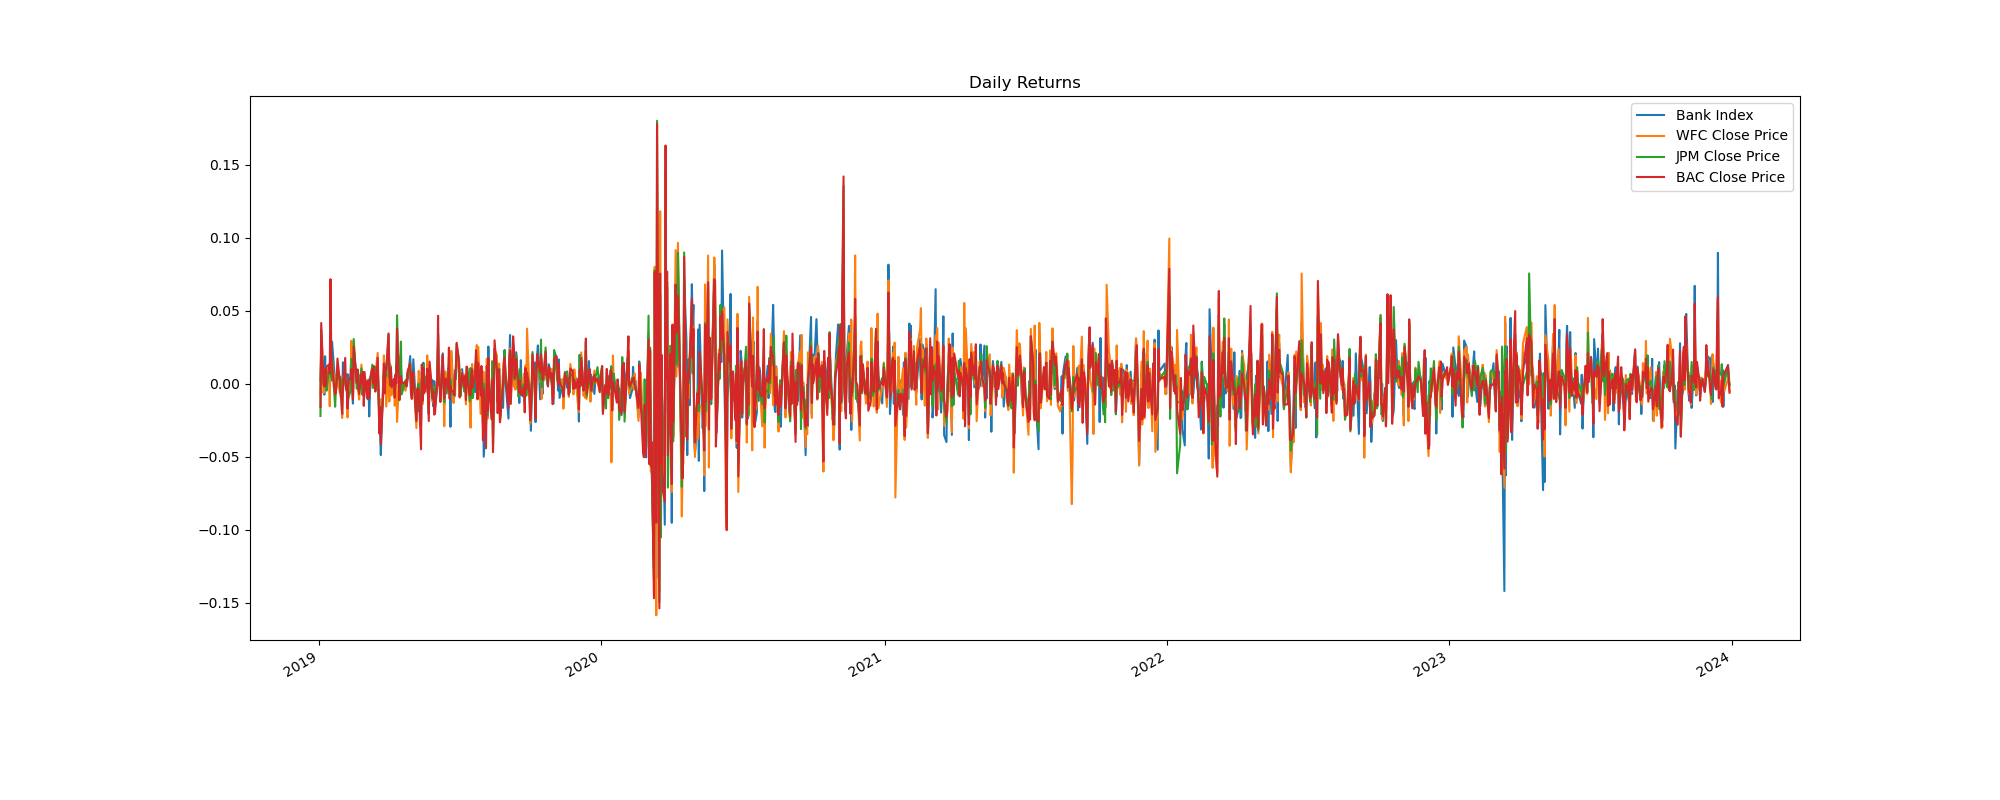 Daily Returns
Bank Index
WFC Close Price
JPM Close Price
BAC Close Price
0.15
0.10
0.05
0.00
−0.05
−0.10
−0.15
2019
2020
2021
2022
2023
2024